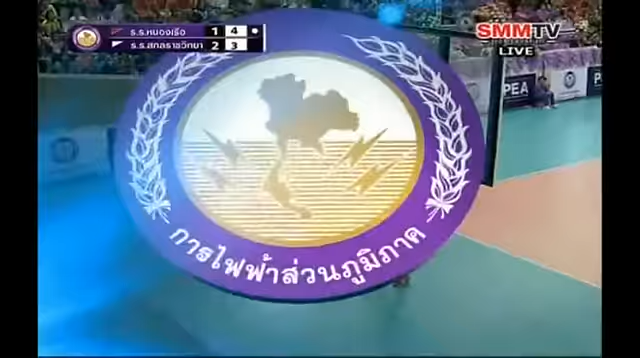 ร.ร.หนองเรือ 1 4
ร.ร.สกลราชวิทยา 2 3
SMMTV
LIVE
PEA
PEA
การไฟฟ้าส่วนภูมิภาค